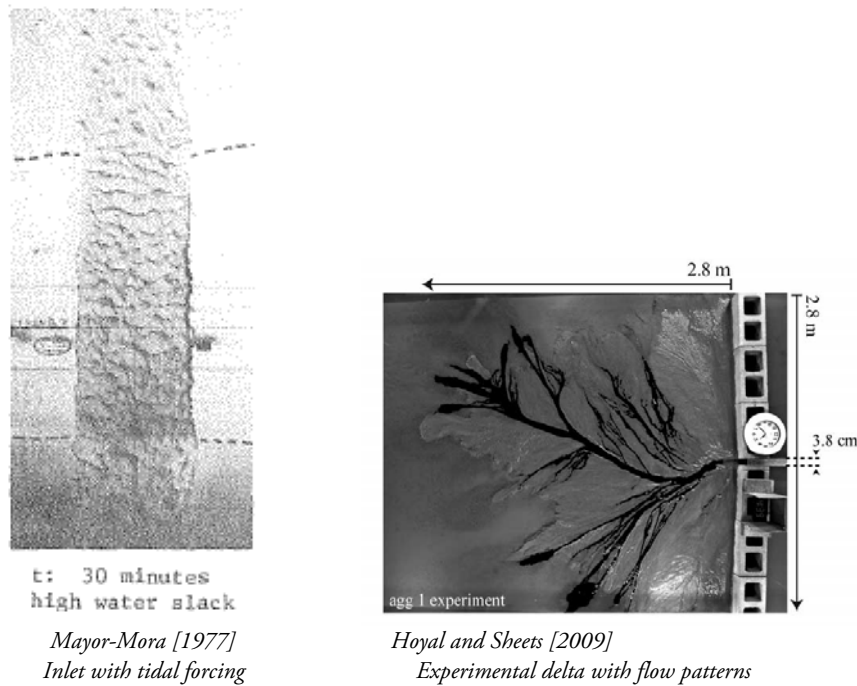 t: 30 minutes
high water slack
Mayor-Mora [1977]
Inlet with tidal forcing
2.8 m
2.8 m
3.8 cm
agg 1 experiment
Hoyal and Sheets [2009]
Experimental delta with flow patterns